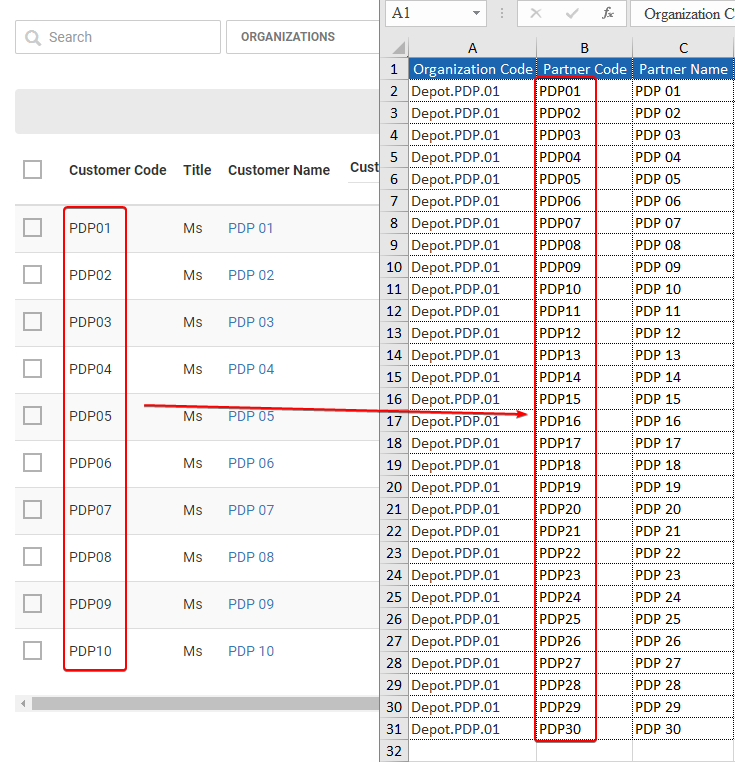 Search
ORGANIZATIONS
Customer Code Title Customer Name Cust
PDP01 Ms PDP 01
PDP02 Ms PDP 02
PDP03 Ms PDP 03
PDP04 Ms PDP 04
PDP05 Ms PDP 05
PDP06 Ms PDP 06
PDP07 Ms PDP 07
PDP08 Ms PDP 08
PDP09 Ms PDP 09
PDP10 Ms PDP 10
A1 fx Organization C
A B C
1 Organization Code Partner Code Partner Name
2 Depot.PDP.01 PDP01 PDP 01
3 Depot.PDP.01 PDP02 PDP 02
4 Depot.PDP.01 PDP03 PDP 03
5 Depot.PDP.01 PDP04 PDP 04
6 Depot.PDP.01 PDP05 PDP 05
7 Depot.PDP.01 PDP06 PDP 06
8 Depot.PDP.01 PDP07 PDP 07
9 Depot.PDP.01 PDP08 PDP 08
10 Depot.PDP.01 PDP09 PDP 09
11 Depot.PDP.01 PDP10 PDP 10
12 Depot.PDP.01 PDP11 PDP 11
13 Depot.PDP.01 PDP12 PDP 12
14 Depot.PDP.01 PDP13 PDP 13
15 Depot.PDP.01 PDP14 PDP 14
16 Depot.PDP.01 PDP15 PDP 15
17 Depot.PDP.01 PDP16 PDP 16
18 Depot.PDP.01 PDP17 PDP 17
19 Depot.PDP.01 PDP18 PDP 18
20 Depot.PDP.01 PDP19 PDP 19
21 Depot.PDP.01 PDP20 PDP 20
22 Depot.PDP.01 PDP21 PDP 21
23 Depot.PDP.01 PDP22 PDP 22
24 Depot.PDP.01 PDP23 PDP 23
25 Depot.PDP.01 PDP24 PDP 24
26 Depot.PDP.01 PDP25 PDP 25
27 Depot.PDP.01 PDP26 PDP 26
28 Depot.PDP.01 PDP27 PDP 27
29 Depot.PDP.01 PDP28 PDP 28
30 Depot.PDP.01 PDP29 PDP 29
31 Depot.PDP.01 PDP30 PDP 30
32